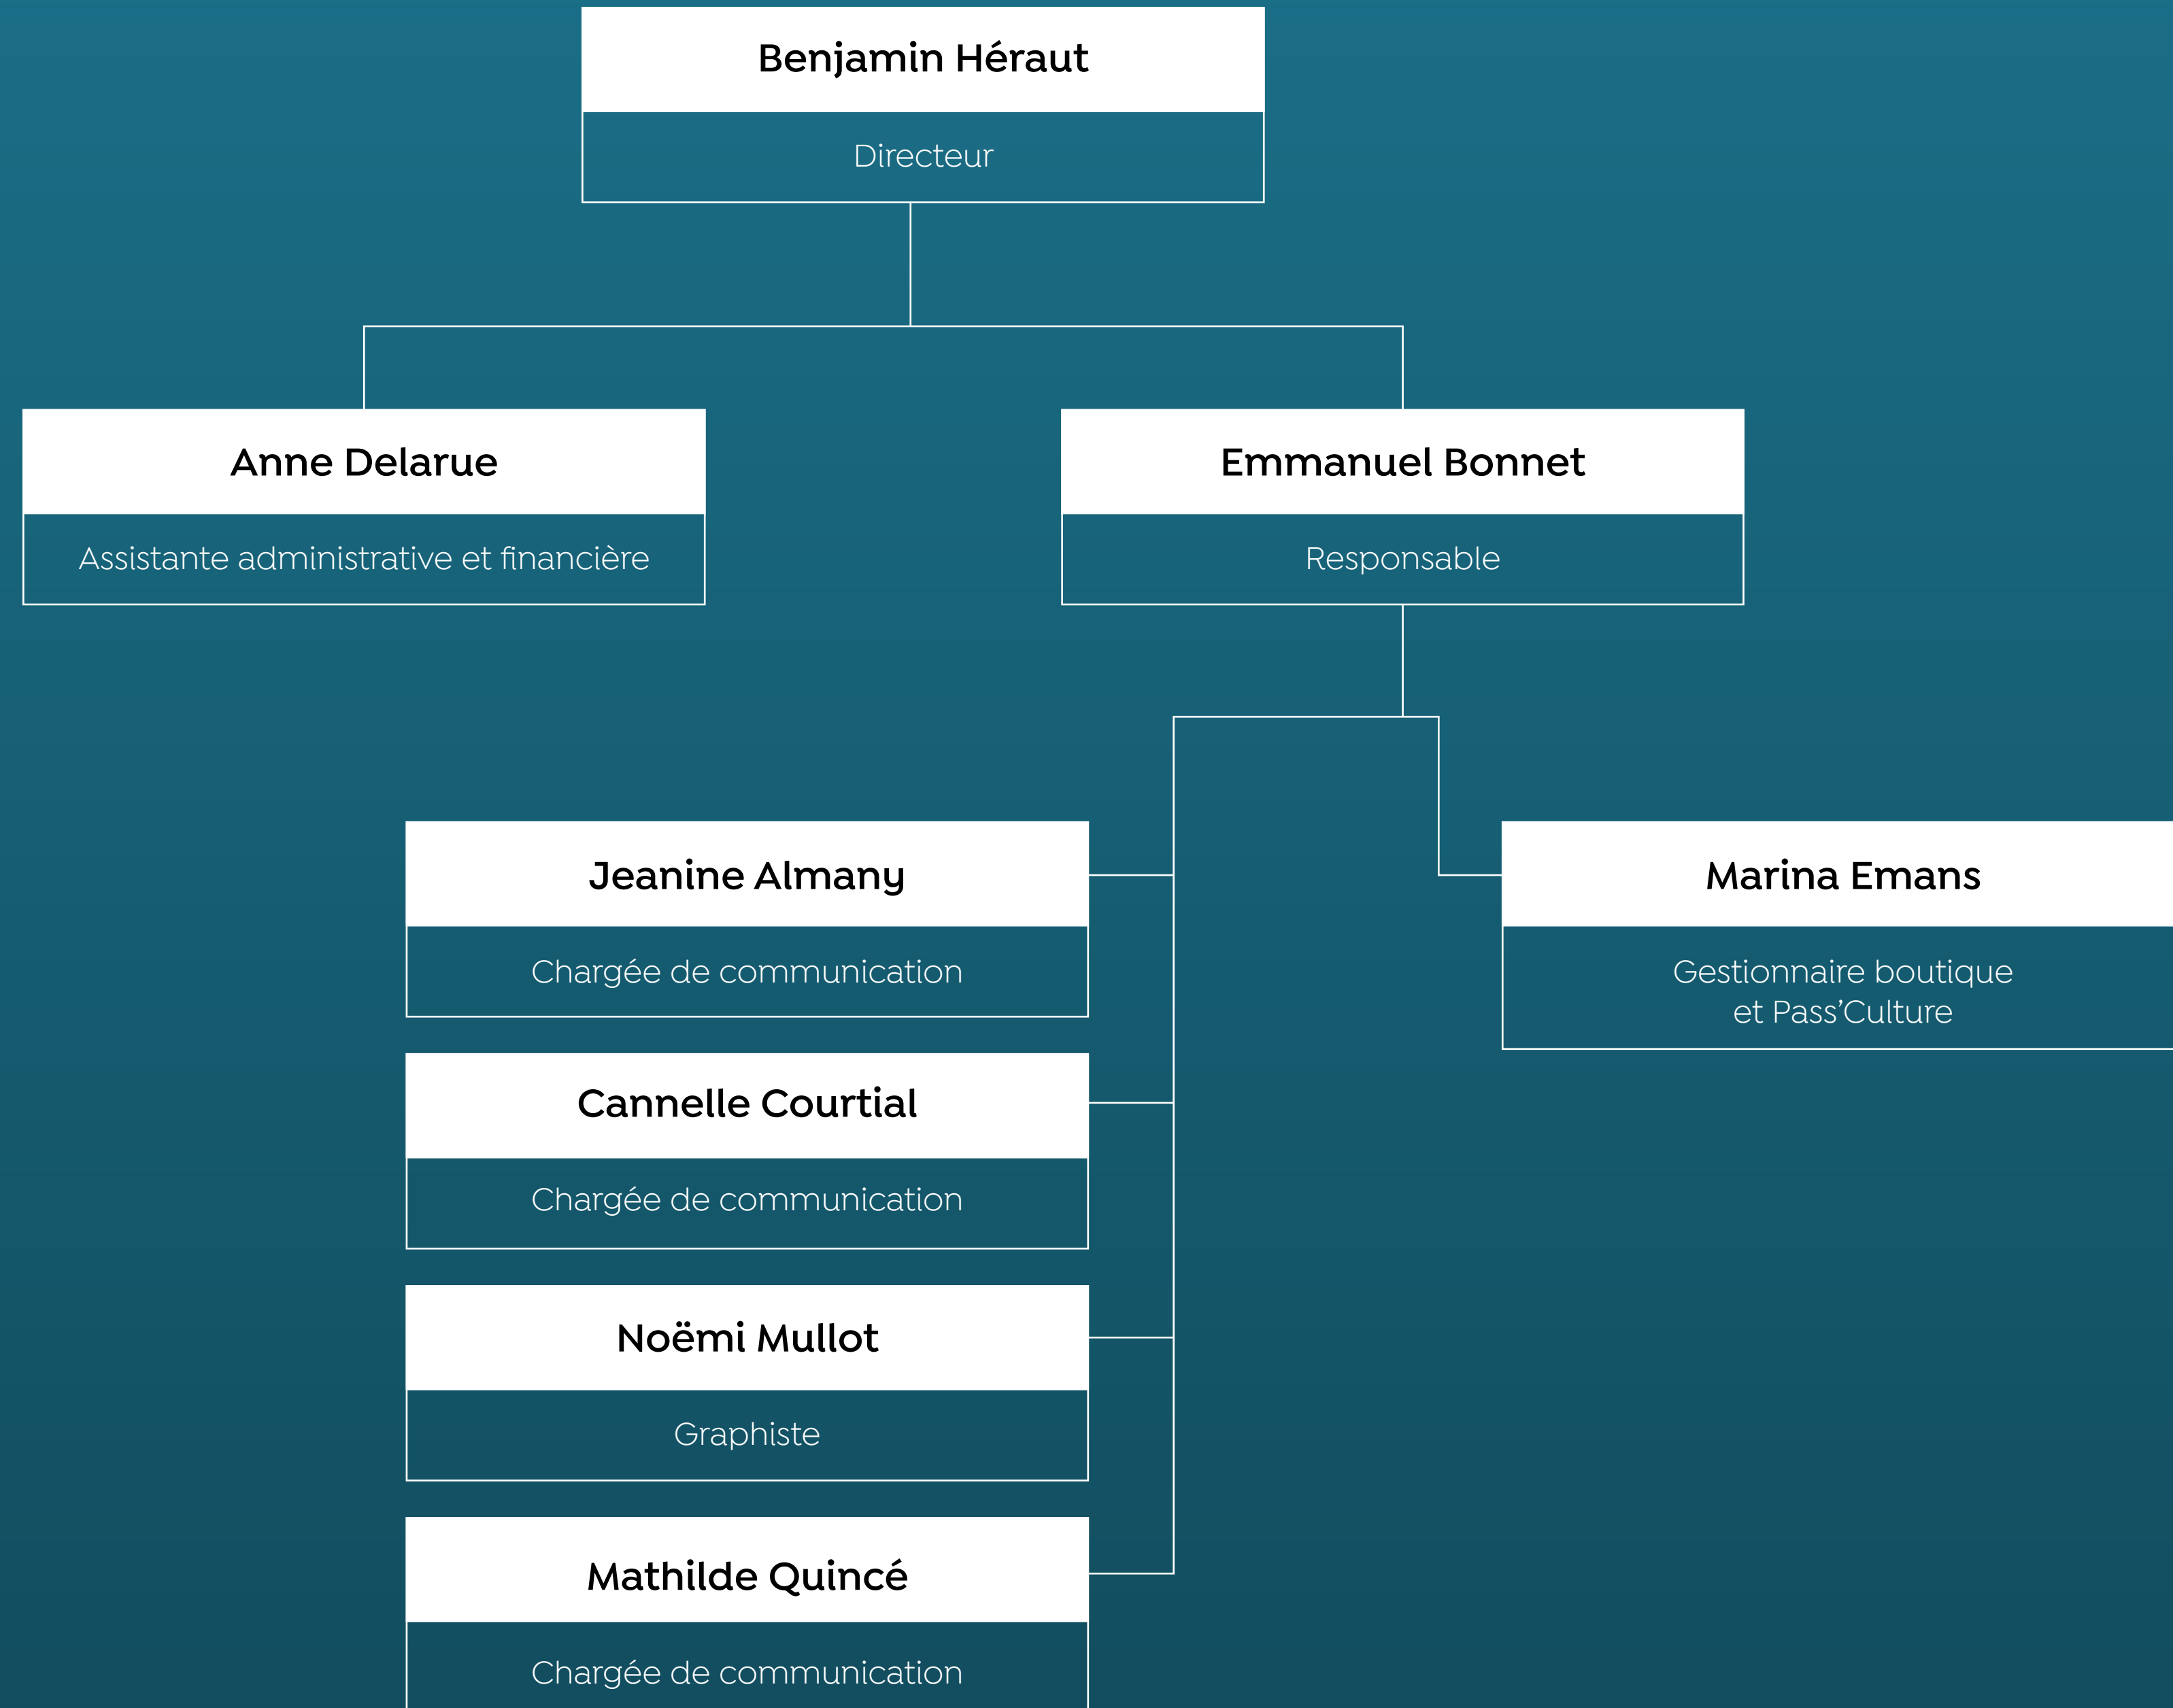 Benjamin Héraut
Directeur
Anne Delarue
Assistante administrative et financière
Emmanuel Bonnet
Responsable
Jeanine Almany
Chargée de communication
Marina Emans
Gestionnaire boutique
et Pass’Culture
Cannelle Courtial
Chargée de communication
Noëmi Mullot
Graphiste
Mathilde Quincé
Chargée de communication